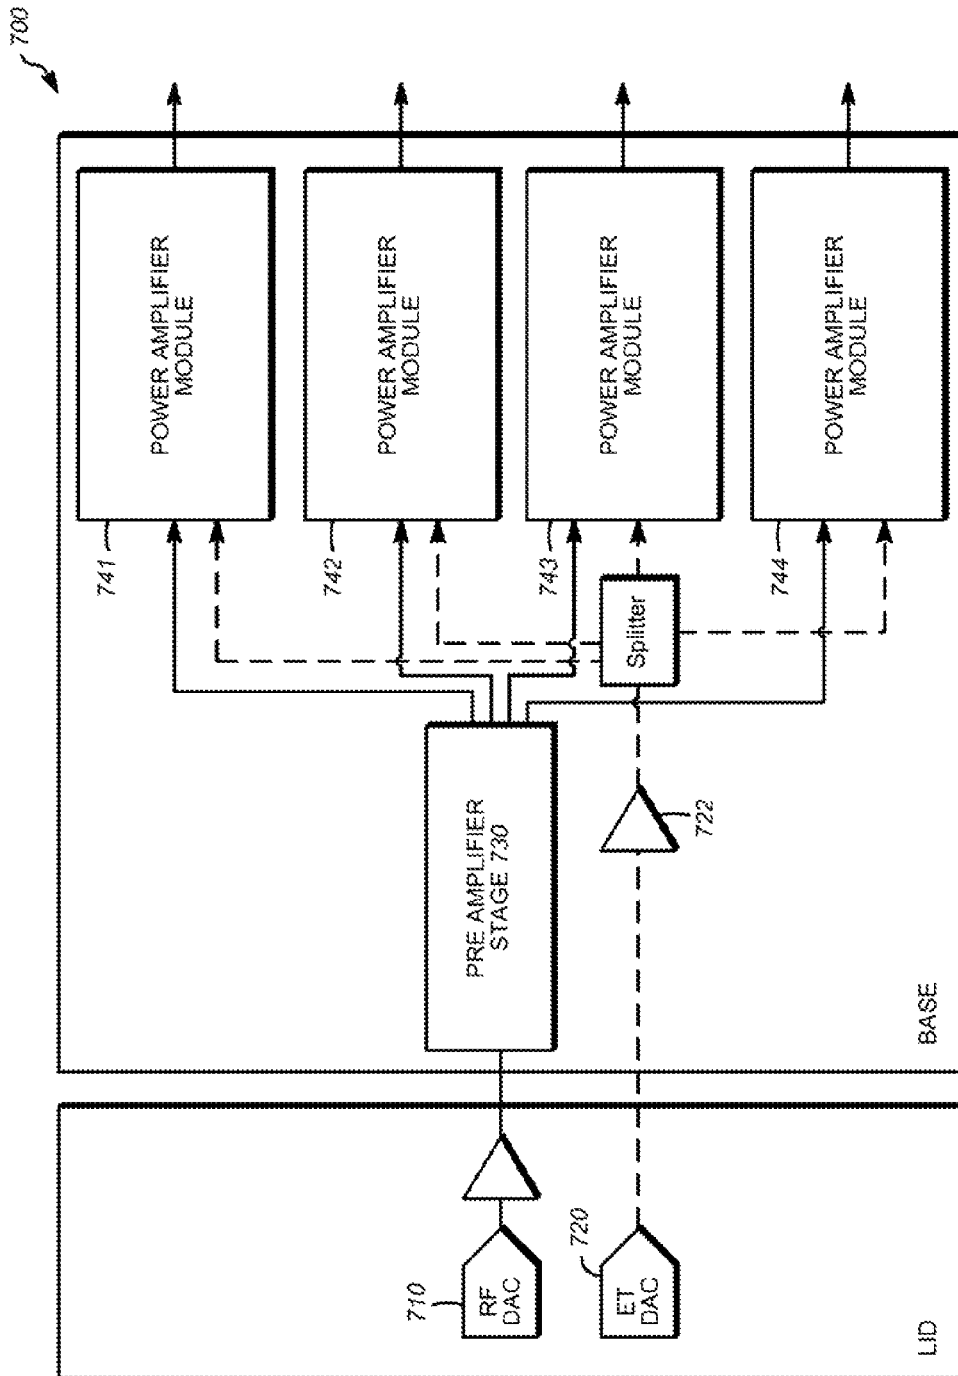 700
POWER AMPLIFIER
MODULE
741
POWER AMPLIFIER
MODULE
742
POWER AMPLIFIER
MODULE
743
POWER AMPLIFIER
MODULE
744
Splitter
PRE AMPLIFIER
STAGE 730
722
BASE
RF
DAC
710
ET
DAC
720
LID